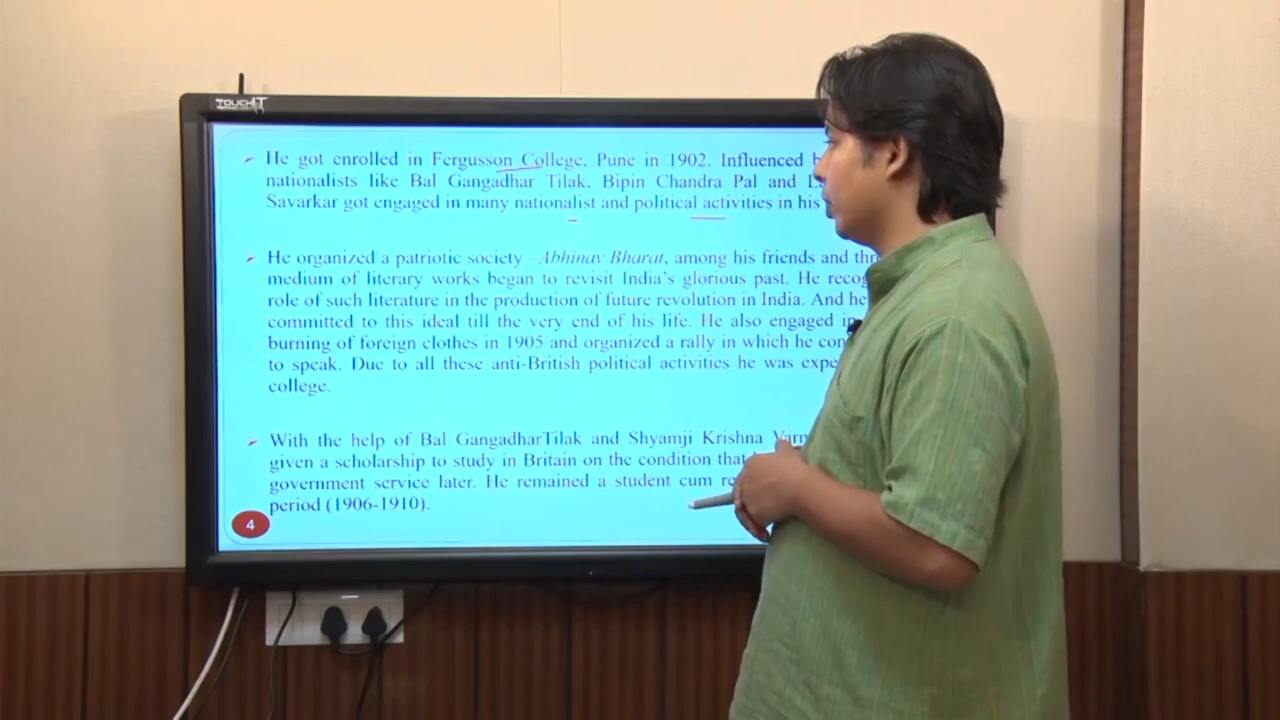 TOUCHIT
He got enrolled in Fergusson College, Pune in 1902. Influenced
nationalists like Bal Gangadhar Tilak, Bipin Chandra Pal and
Savarkar got engaged in many nationalist and political activities in his
He organized a patriotic society –Abhinav Bharat, among his friends and
medium of literary works began to revisit India's glorious past. He
role of such literature in the production of future revolution in India. And he
committed to this ideal till the very end of his life. He also engaged
burning of foreign clothes in 1905 and organized a rally in which he
to speak. Due to all these anti-British political activities he was
college.
With the help of Bal GangadharTilak and Shyamji Krishna
given a scholarship to study in Britain on the condition that
government service later. He remained a student cum
period (1906-1910).
4